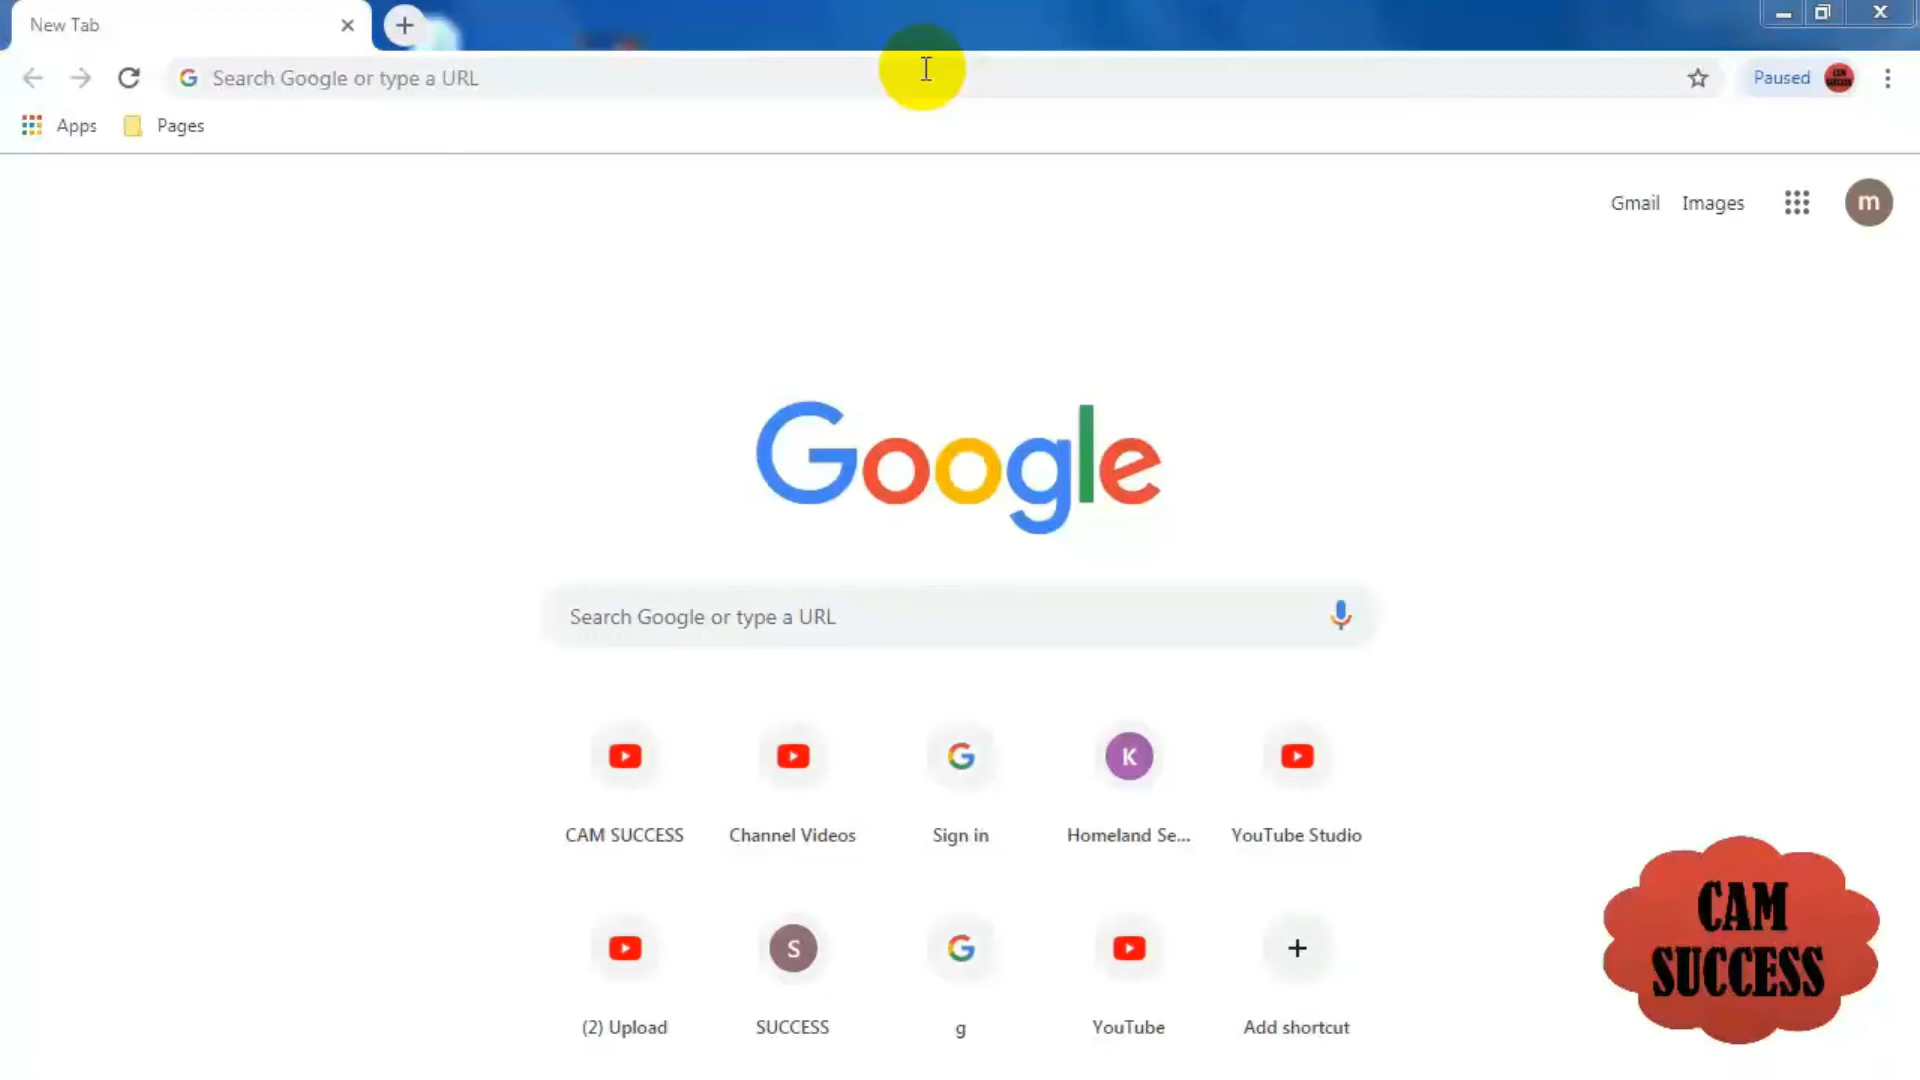 New Tab
Search Google or type a URL
Paused
Apps
Pages
Gmail
Images
m
Google
Search Google or type a URL
K
CAM SUCCESS
Channel Videos
Sign in
Homeland Se...
YouTube Studio
S
(2) Upload
SUCCESS
g
YouTube
Add shortcut
CAM
SUCCESS